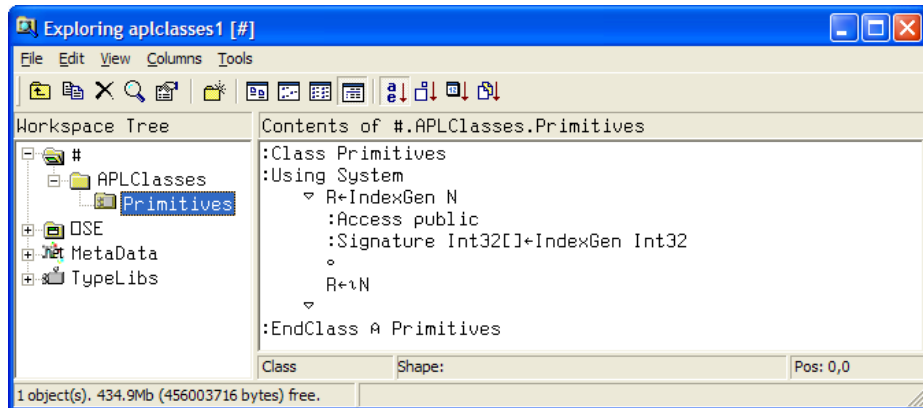 Exploring aplclasses1 [#]
File Edit View Columns Tools
Workspace Tree
Contents of #.APLClasses.Primitives
#
APLClasses
Primitives
⎕SE
MetaData
TypeLibs
:Class Primitives
:Using System
∇ R←IndexGen N
:Access public
:Signature Int32[]←IndexGen Int32
∘
R←⍳N
∇
:EndClass ⍝ Primitives
Class Shape: Pos: 0,0
1 object(s). 434.9Mb (456003716 bytes) free.